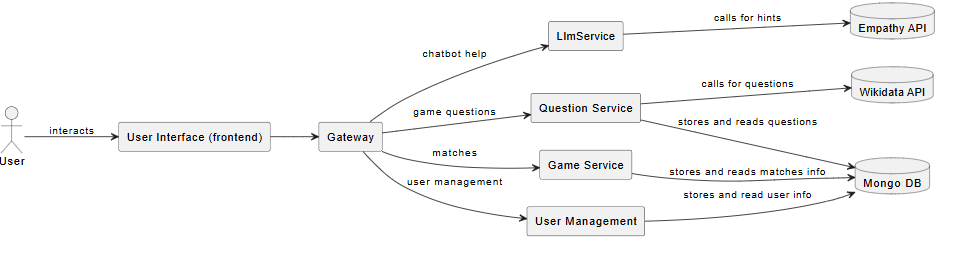 calls for hints
Empathy API
LlmService
chatbot help
calls for questions
Wikidata API
game questions
Question Service
stores and reads questions
interacts
User Interface (frontend)
Gateway
User
matches
Game Service
stores and reads matches info
Mongo DB
user management
stores and read user info
User Management